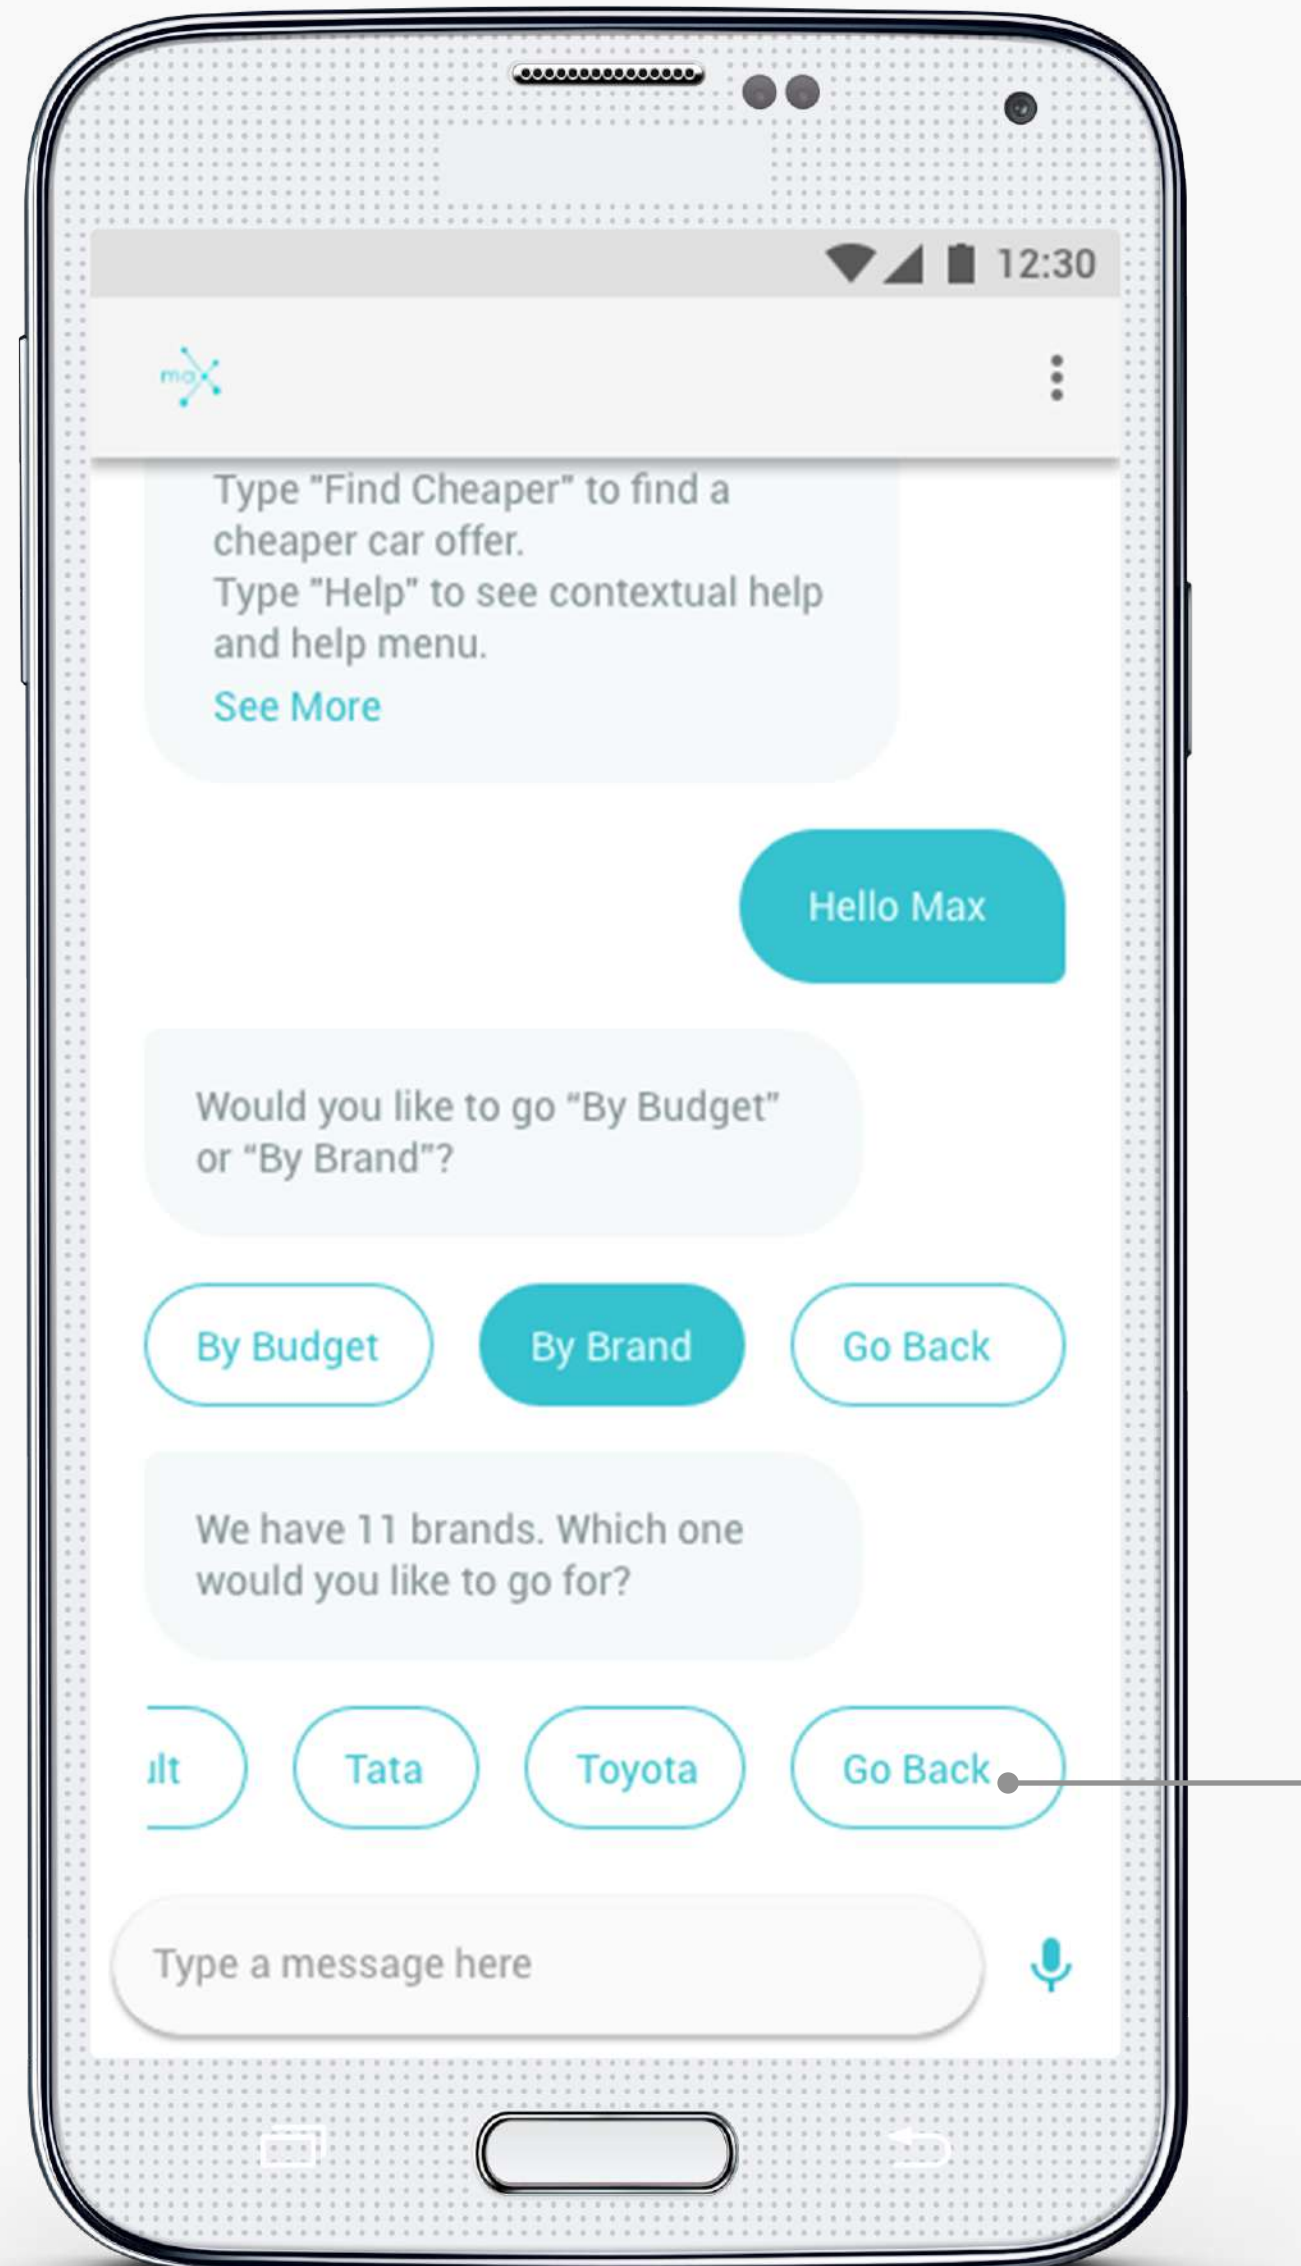 12:30
max
Type "Find Cheaper" to find a
cheaper car offer.
Type "Help" to see contextual help
and help menu.
See More
Hello Max
Would you like to go “By Budget”
or “By Brand”?
By Budget
By Brand
Go Back
We have 11 brands. Which one
would you like to go for?
ult
Tata
Toyota
Go Back
Type a message here